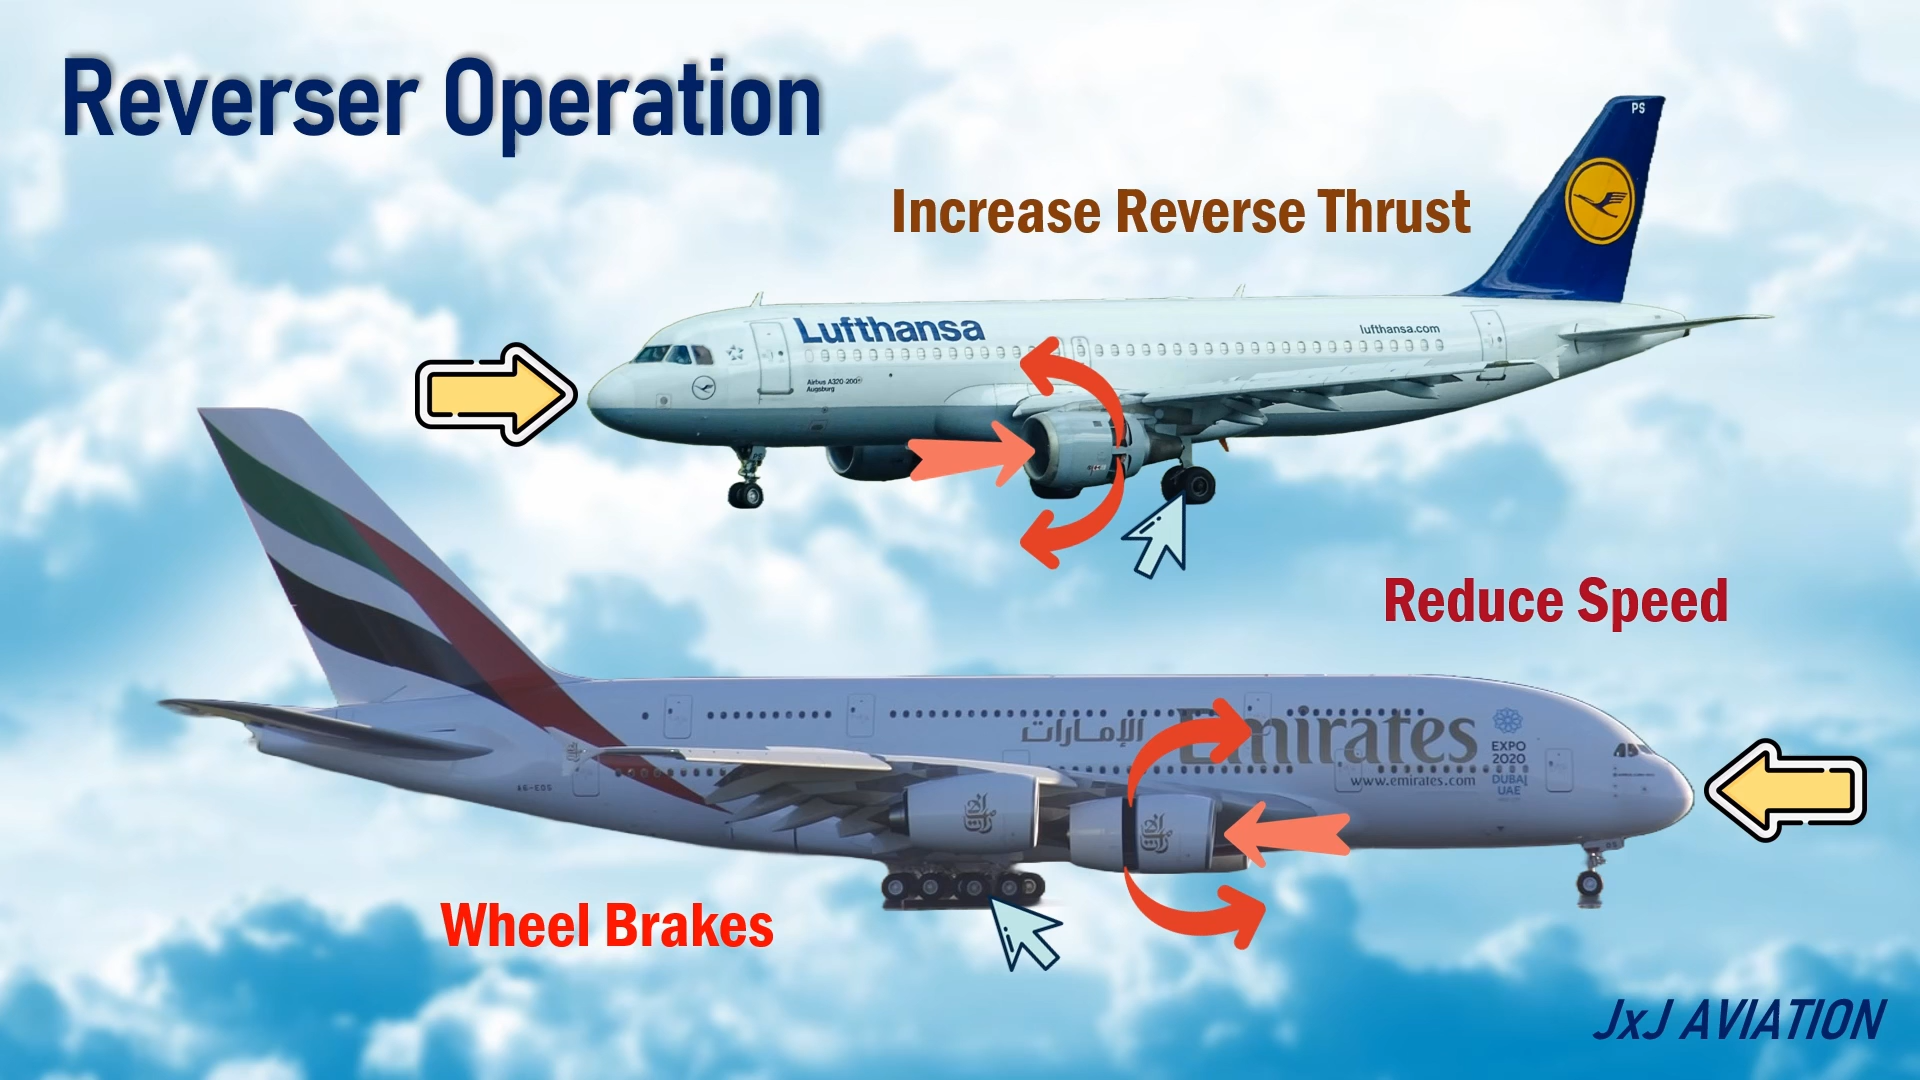 Reverser Operation
PS
Increase Reverse Thrust
Lufthansa
lufthansa.com
Airbus A320-200
Augsburg
Reduce Speed
الإمارات
Emirates
EXPO
2020
DUBAI
UAE
www.emirates.com
A6-EOS
Wheel Brakes
JxJ AVIATION